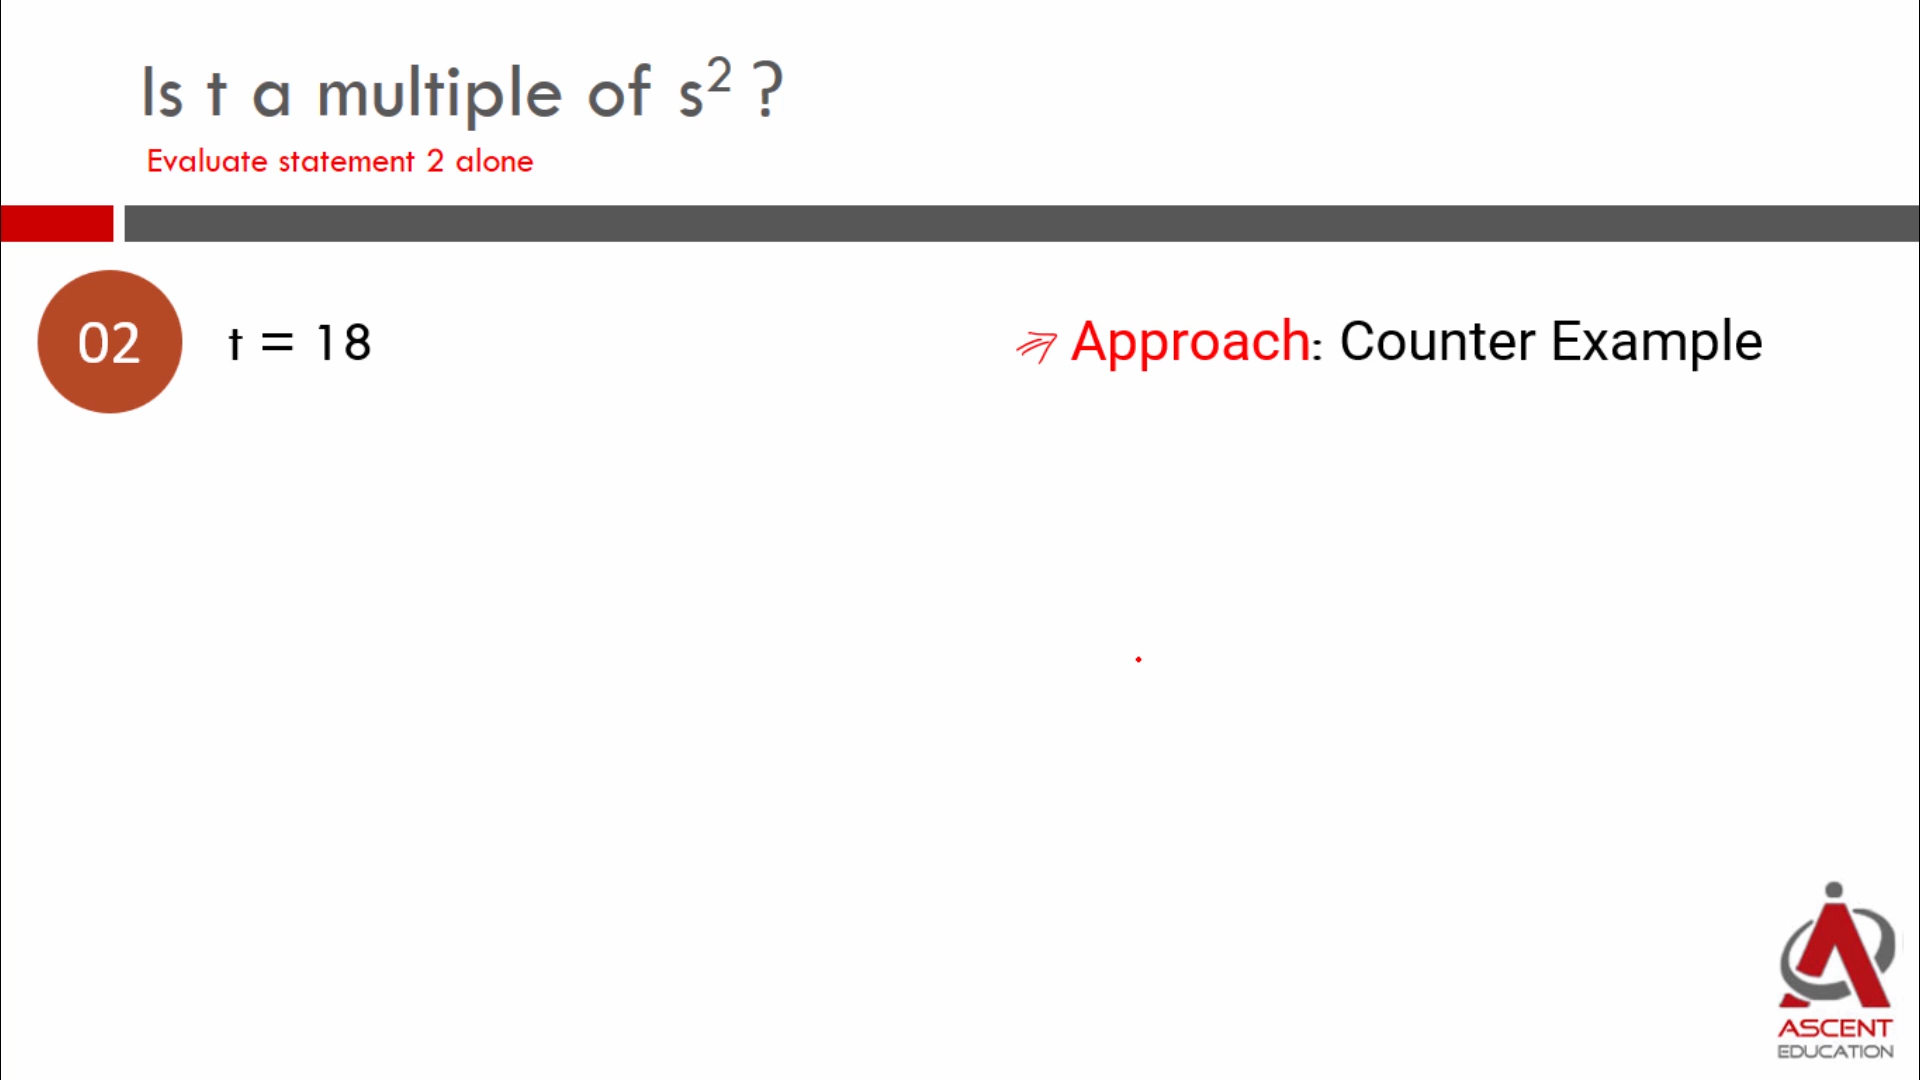 Is t a multiple of s² ?
Evaluate statement 2 alone
02 t = 18
Approach: Counter Example
ASCENT
EDUCATION